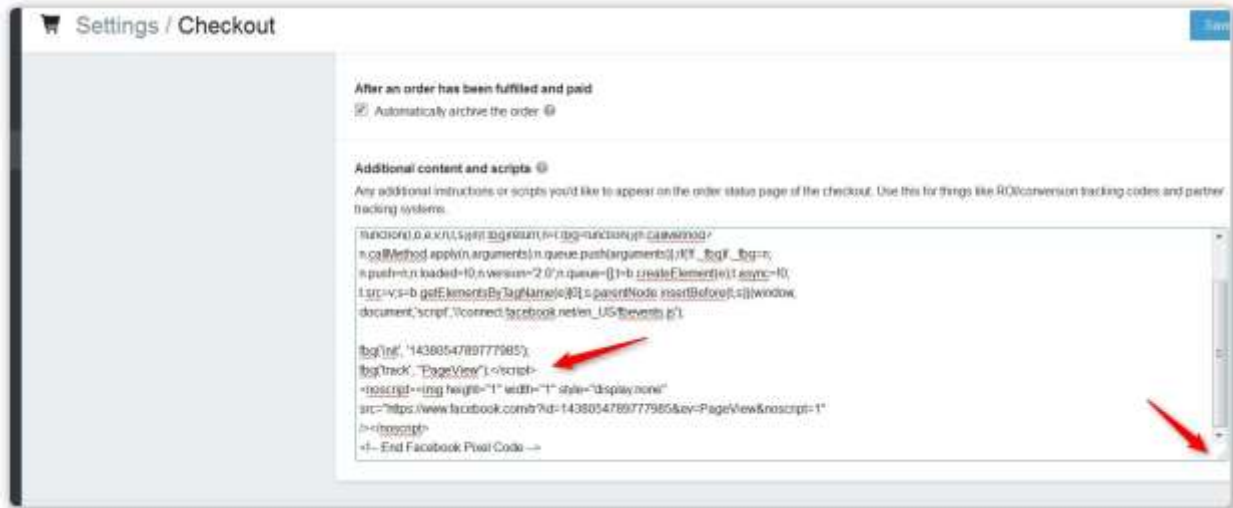 Settings / Checkout
Save
After an order has been fulfilled and paid
Automatically archive the order
Additional content and scripts
Any additional instructions or scripts you'd like to appear on the order status page of the checkout. Use this for things like ROI/conversion tracking codes and partner
tracking systems.
n.callMethod.apply(n,arguments):n.queue.push(arguments)};if(!f._fbq)f._fbq=n;
n.push=n;n.loaded=!0;n.version='2.0';n.queue=[];t=b.createElement(e);t.async=!0;
t.src=v;s=b.getElementsByTagName(e)[0];s.parentNode.insertBefore(t,s)}(window,
document,'script','//connect.facebook.net/en_US/fbevents.js');
fbq('init', '1438054789777985');
fbq('track', "PageView");</script>
<noscript><img height="1" width="1" style="display:none"
src="https://www.facebook.com/tr?id=1438054789777985&ev=PageView&noscript=1"
/></noscript>
<!-- End Facebook Pixel Code -->